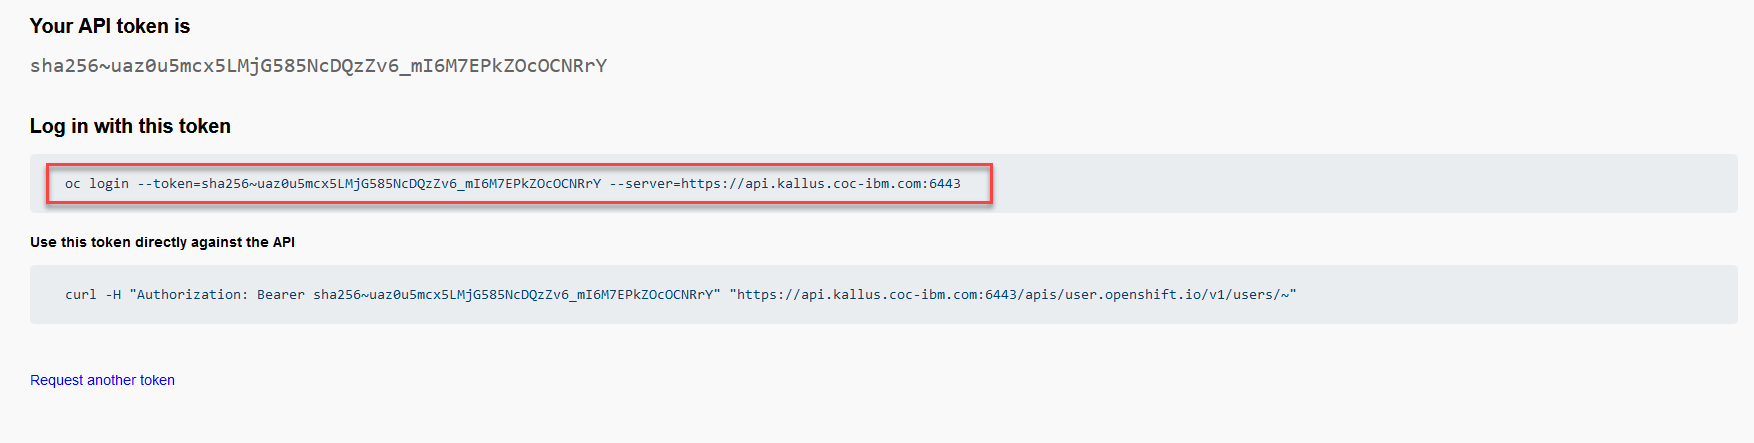 Your API token is
sha256~uaz0u5mcx5LMjG585NcDQzZv6_mI6M7EPkZOcOCNRrY
Log in with this token
oc login --token=sha256~uaz0u5mcx5LMjG585NcDQzZv6_mI6M7EPkZOcOCNRrY --server=https://api.kallus.coc-ibm.com:6443
Use this token directly against the API
curl -H "Authorization: Bearer sha256~uaz0u5mcx5LMjG585NcDQzZv6_mI6M7EPkZOcOCNRrY" "https://api.kallus.coc-ibm.com:6443/apis/user.openshift.io/v1/users/~"
Request another token